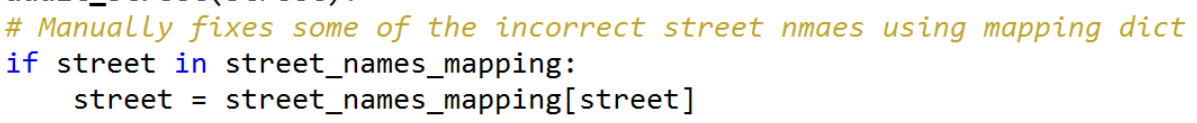 # Manually fixes some of the incorrect street nmaes using mapping dict
if street in street_names_mapping:
    street = street_names_mapping[street]